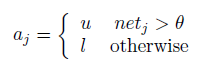 a_j = { u net_j > θ
l otherwise